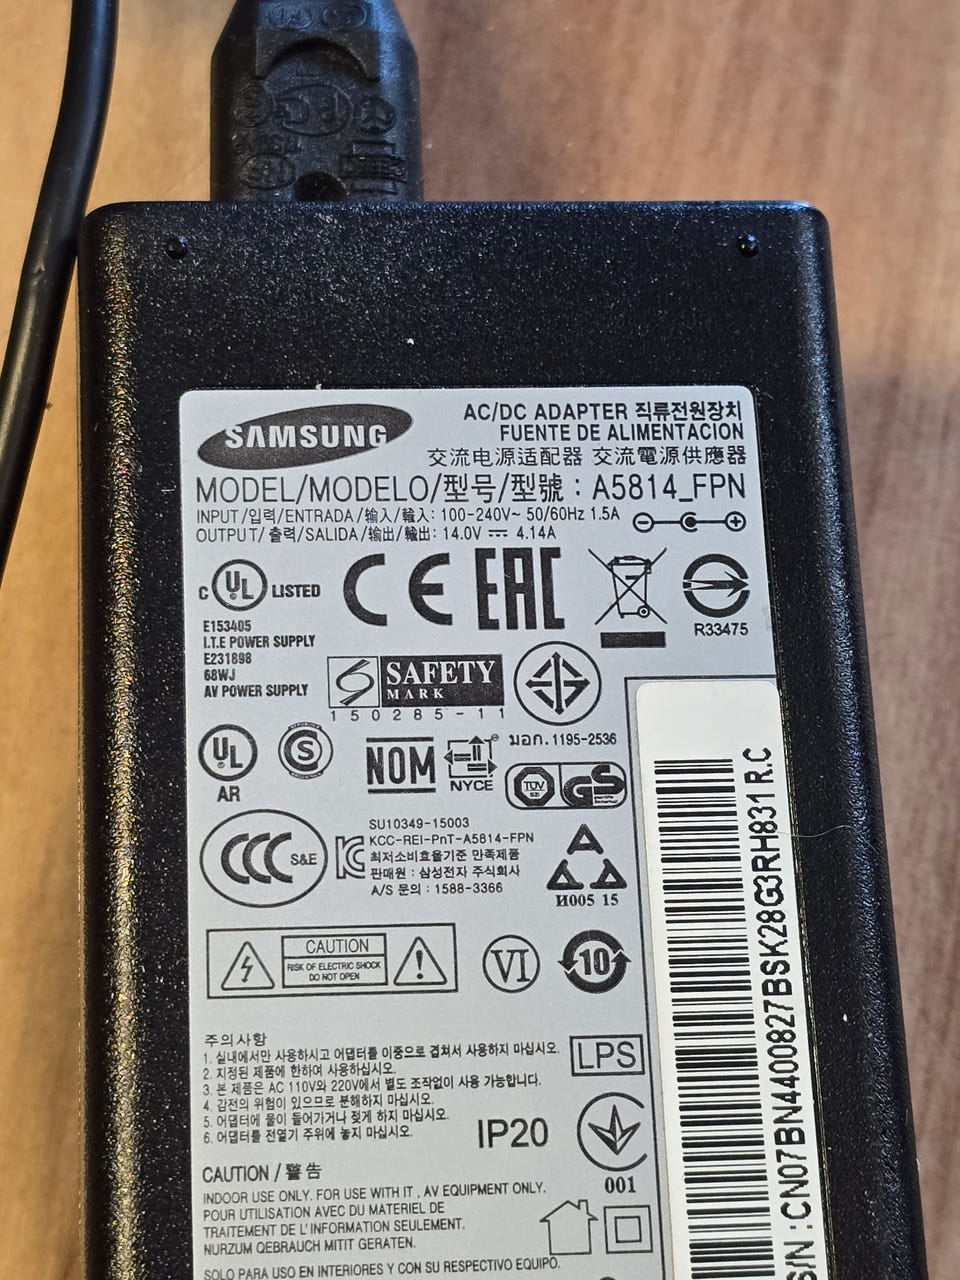 SAMSUNG
AC/DC ADAPTER 직류전원장치
FUENTE DE ALIMENTACION
交流电源适配器 交流電源供應器
MODEL/MODELO/型号/型號 : A5814_FPN
INPUT/입력/ENTRADA/输入/輸入: 100-240V~ 50/60Hz 1.5A
OUTPUT/출력/SALIDA/输出/輸出: 14.0V ⎓ 4.14A
C UL LISTED
E153405
I.T.E POWER SUPPLY
E231898
68WJ
AV POWER SUPPLY
CE EAC
R33475
SAFETY
MARK
150285-11
UL
AR
S
NOM
NYCE
มอก. 1195-2536
TÜV
GS
CCC S&E
SU10349-15003
KCC-REI-PnT-A5814-FPN
최저소비효율기준 만족제품
판매원 : 삼성전자 주식회사
A/S 문의 : 1588-3366
И005 15
CAUTION
RISK OF ELECTRIC SHOCK
DO NOT OPEN
VI
10
주의사항
1. 실내에서만 사용하시고 어댑터를 이중으로 겹쳐서 사용하지 마십시오.
2. 지정된 제품에 한하여 사용하십시오.
3. 본 제품은 AC 110V와 220V에서 별도 조작없이 사용 가능합니다.
4. 감전의 위험이 있으므로 분해하지 마십시오.
5. 어댑터에 물이 들어가거나 젖게 하지 마십시오.
6. 어댑터를 전열기 주위에 놓지 마십시오.
LPS
IP20
001
CAUTION / 警告
INDOOR USE ONLY. FOR USE WITH IT , AV EQUIPMENT ONLY.
POUR UTILISATION AVEC DU MATERIEL DE
TRAITEMENT DE L'INFORMATION SEULEMENT.
NURZUM GEBRAUCH MITIT GERATEN.
SOLO PARA USO EN INTERIORES Y CON SU RESPECTIVO EQUIPO.
S/N :CN07BN4400827BSK28G3RH831 R.C